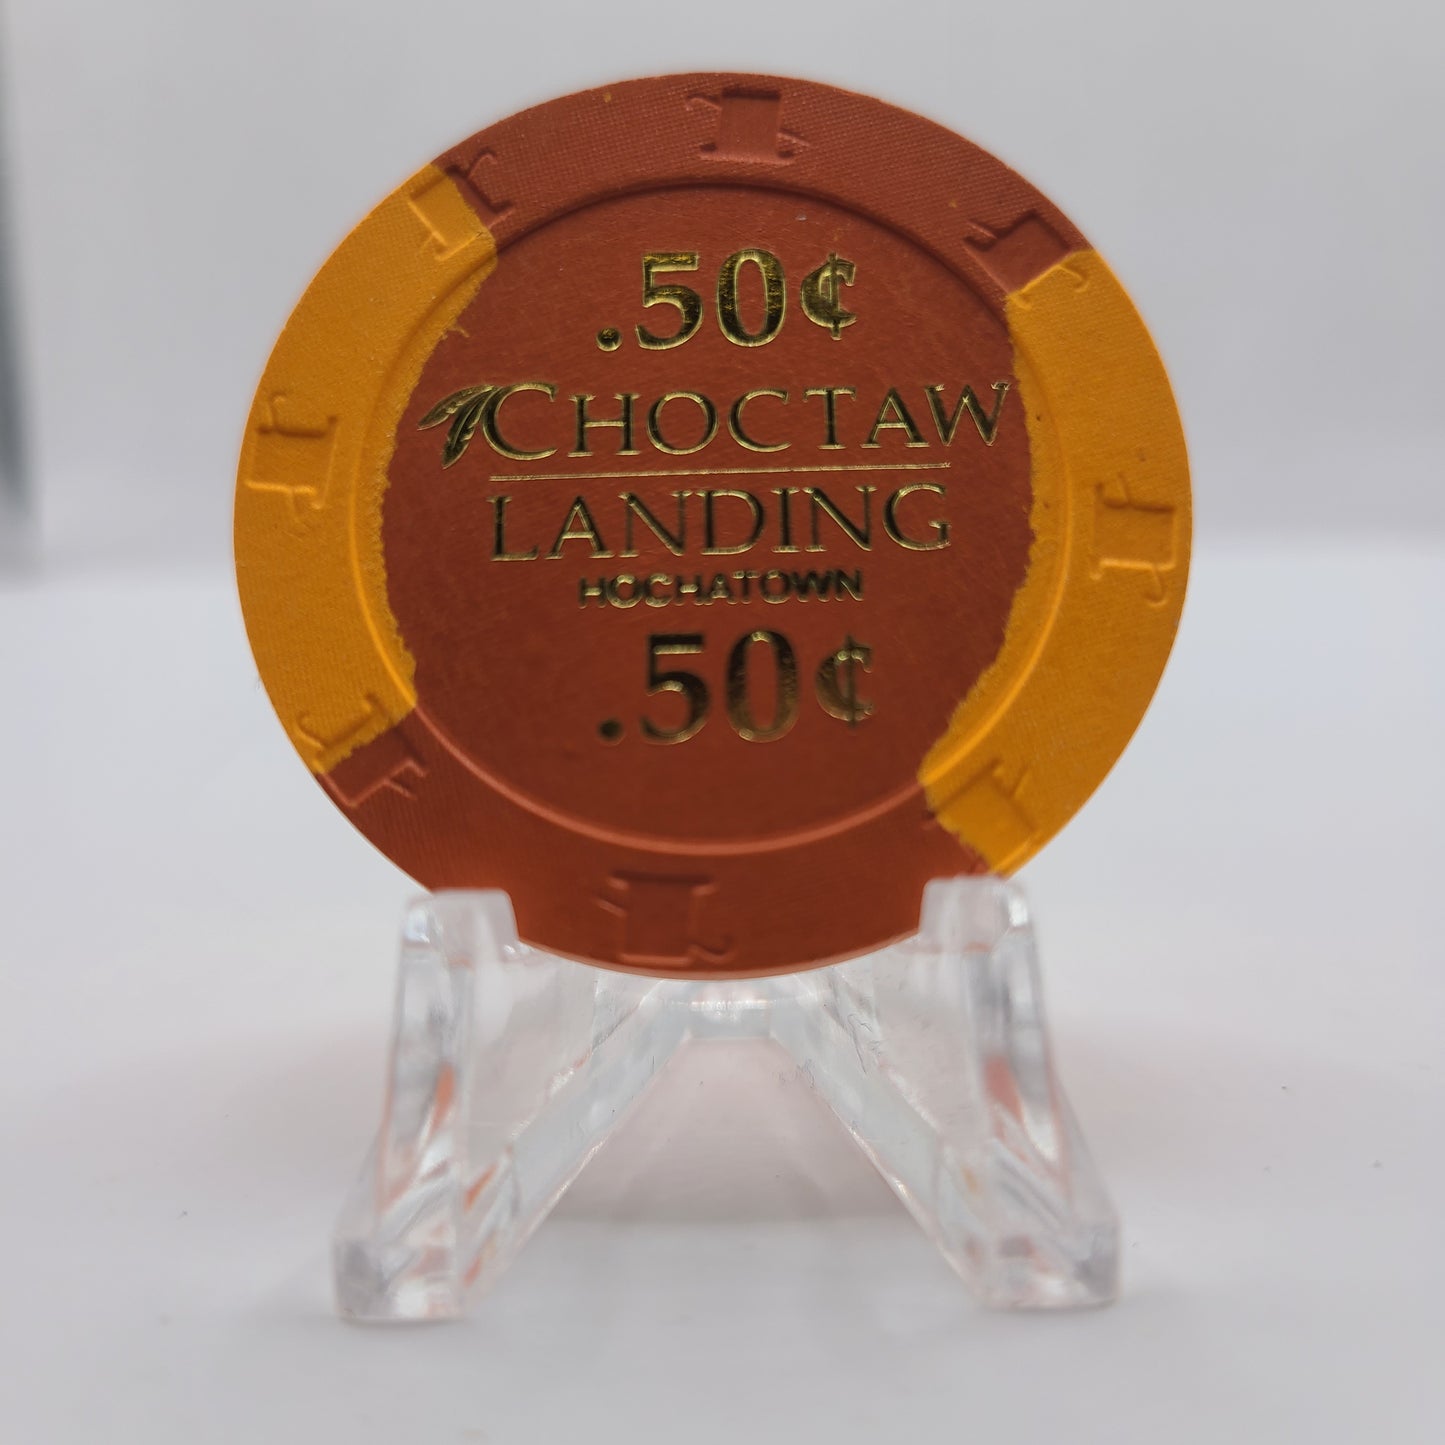 .50¢
CHOCTAW
LANDING
HOCHATOWN
.50¢